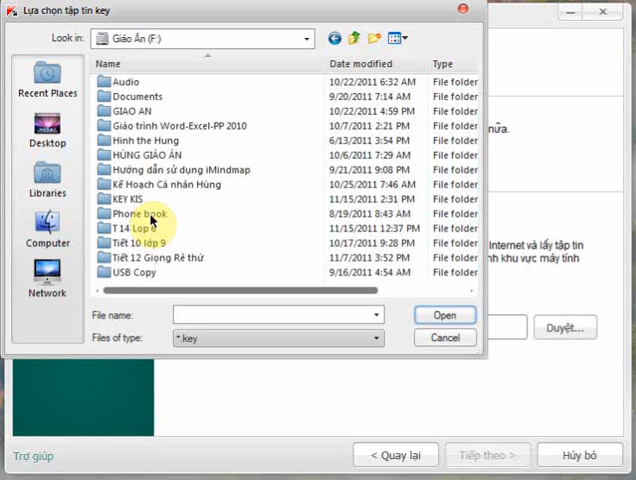 Lựa chọn tập tin key
Look in: Giáo Án (F:)
Name Date modified Type
Audio 10/22/2011 6:32 AM File folder
Documents 9/20/2011 7:14 AM File folder
GIAO AN 10/22/2011 4:59 PM File folder
Giáo trình Word-Excel-PP 2010 10/7/2011 2:21 PM File folder
Hinh the Hung 6/13/2011 3:54 PM File folder
HÙNG GIÁO ÁN 10/6/2011 7:29 AM File folder
Hướng dẫn sử dụng iMindmap 9/21/2011 9:08 PM File folder
Kế Hoạch Cá nhân Hùng 10/25/2011 7:46 AM File folder
KEY KIS 11/15/2011 2:31 PM File folder
Phone book 8/19/2011 8:43 AM File folder
T 14 Lop 6 11/15/2011 12:37 PM File folder
Tiết 10 lớp 9 10/17/2011 9:28 PM File folder
Tiết 12 Giọng Rê thứ 11/7/2011 3:52 PM File folder
USB Copy 9/16/2011 4:54 AM File folder
Recent Places
Desktop
Libraries
Computer
Network
File name:
Open
Files of type: *.key
Cancel
nữa.
Internet và lấy tập tin
nh khu vực máy tính
Duyệt...
Trợ giúp
< Quay lại
Tiếp theo >
Hủy bỏ